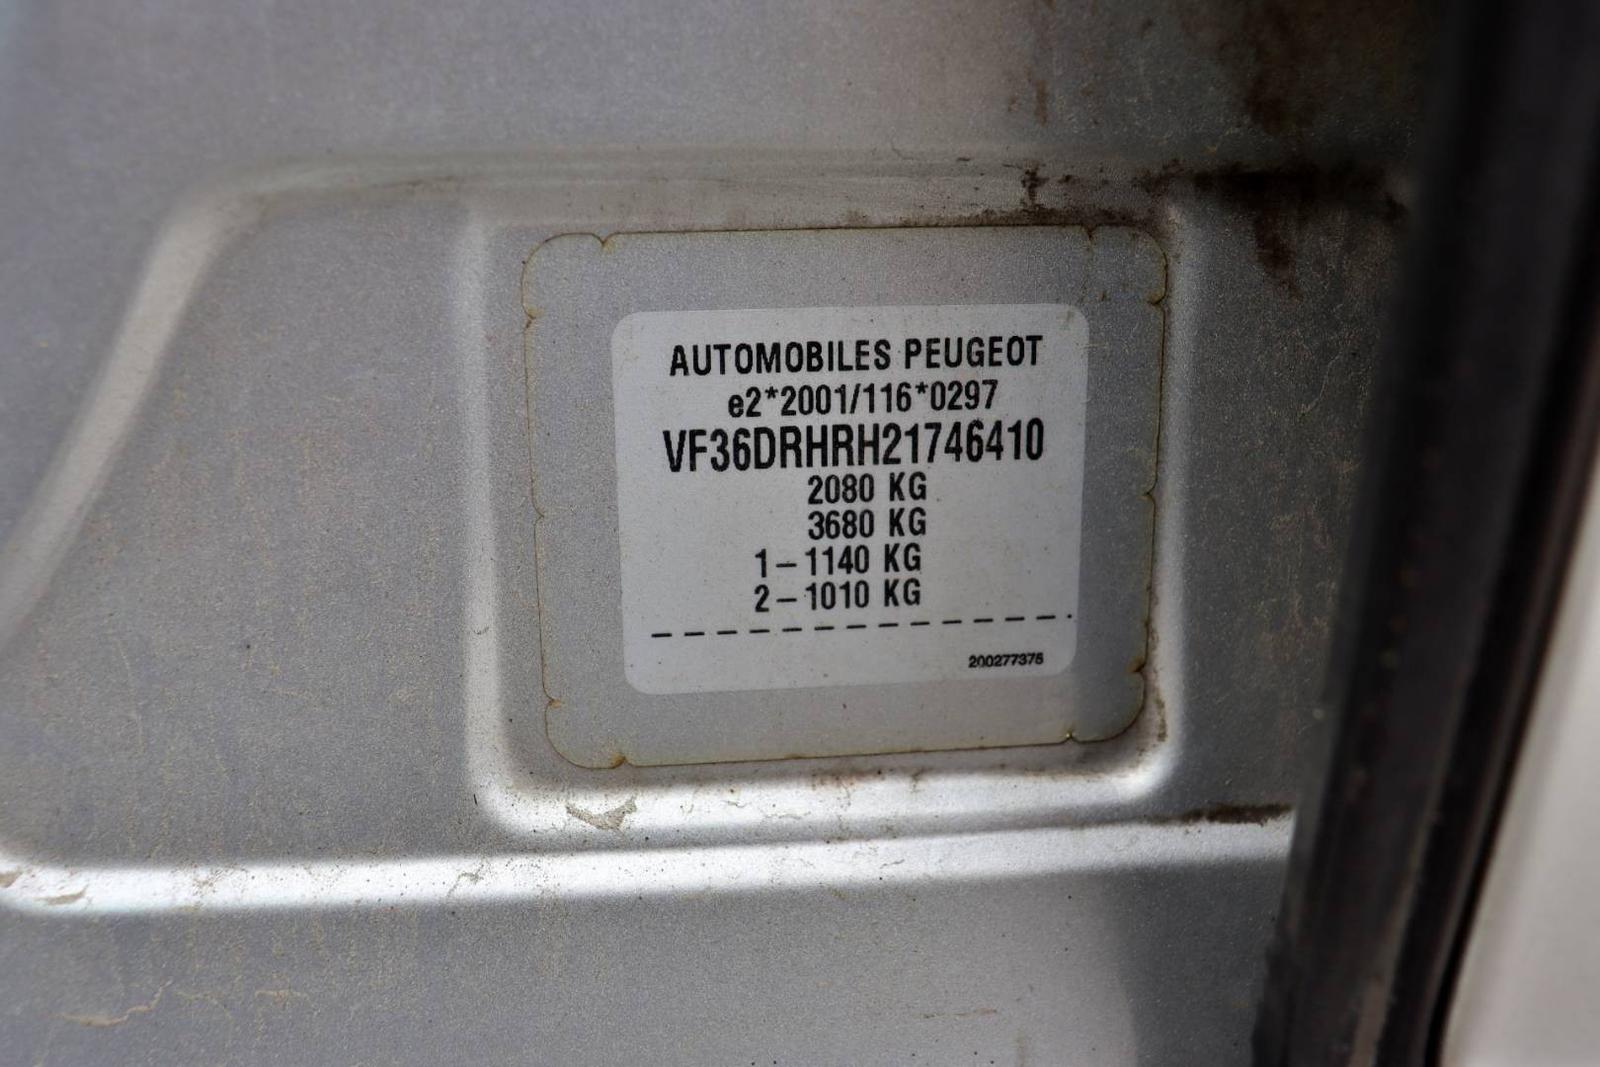 AUTOMOBILES PEUGEOT
e2*2001/116*0297
VF36DRHRH21746410
2080 KG
3680 KG
1-1140 KG
2-1010 KG
200277376